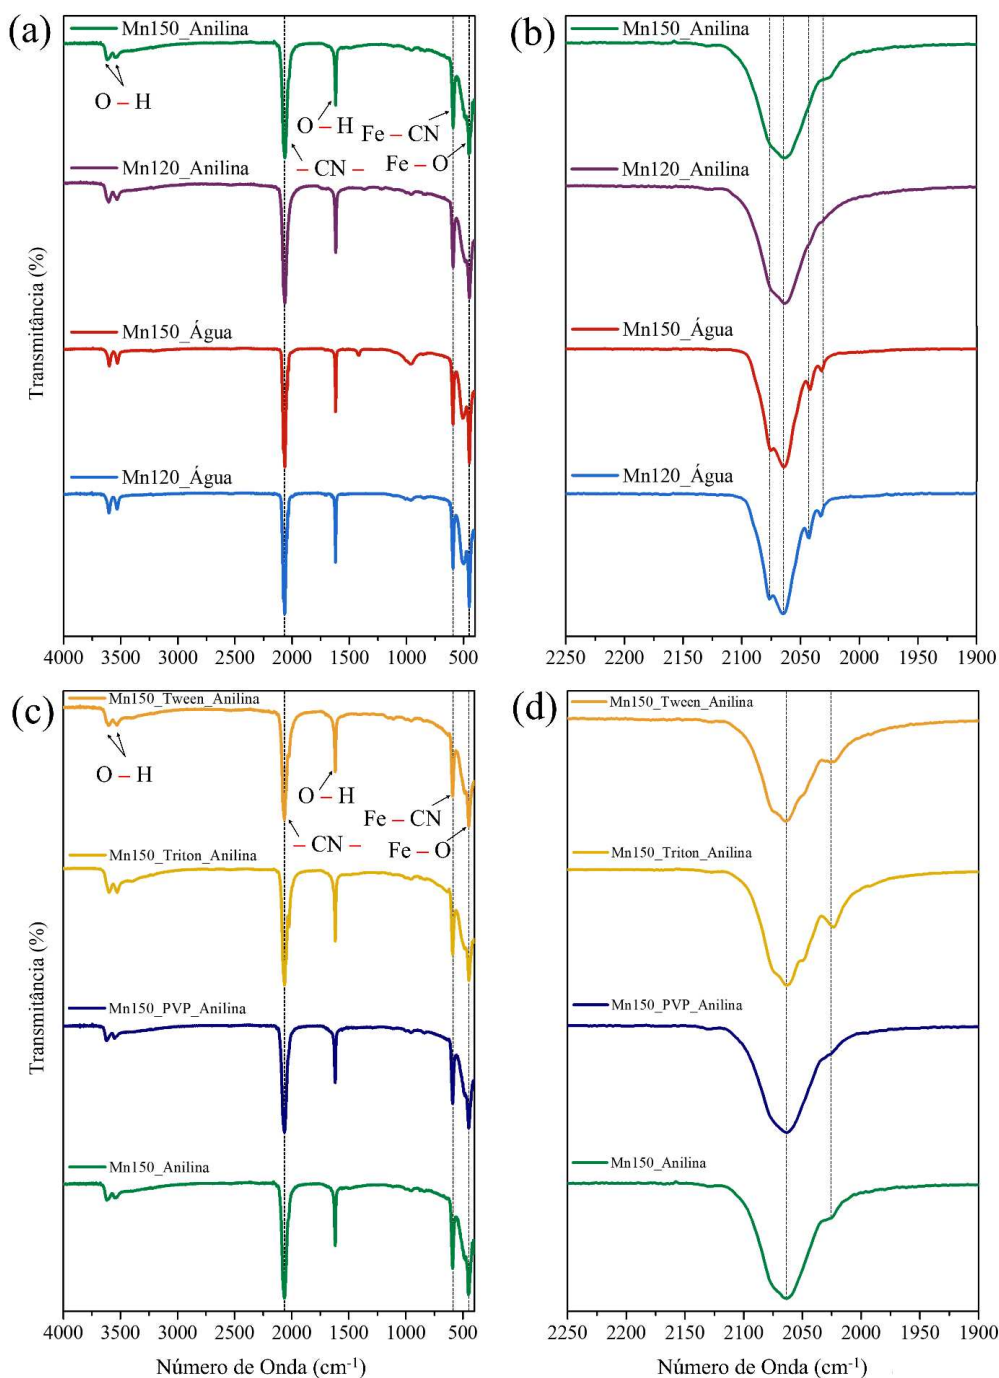 (a)
Mn150_Anilina
O – H
O – H
Fe – CN
– CN –
Fe – O
Mn120_Anilina
Mn150_Água
Mn120_Água
Transmitância (%)
4000 3500 3000 2500 2000 1500 1000 500
(b)
Mn150_Anilina
Mn120_Anilina
Mn150_Água
Mn120_Água
2250 2200 2150 2100 2050 2000 1950 1900
(c)
Mn150_Tween_Anilina
O – H
O – H
Fe – CN
– CN –
Fe – O
Mn150_Triton_Anilina
Mn150_PVP_Anilina
Mn150_Anilina
Transmitância (%)
4000 3500 3000 2500 2000 1500 1000 500
Número de Onda (cm⁻¹)
(d)
Mn150_Tween_Anilina
Mn150_Triton_Anilina
Mn150_PVP_Anilina
Mn150_Anilina
2250 2200 2150 2100 2050 2000 1950 1900
Número de Onda (cm⁻¹)